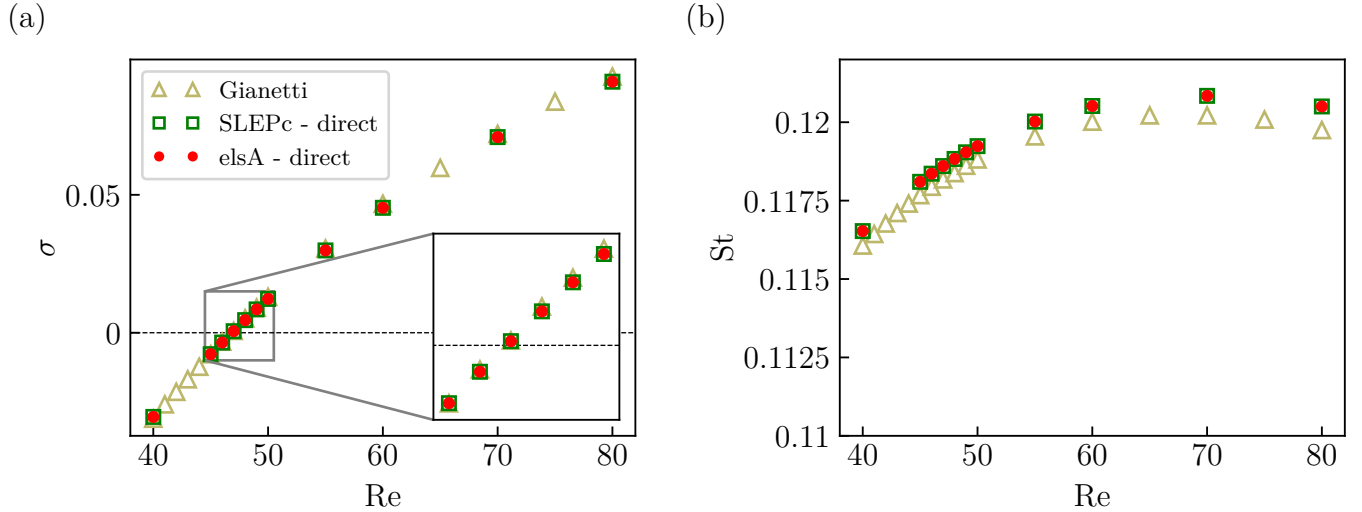 (a)
Gianetti
SLEPc - direct
elsA - direct
0.05
0
σ
40 50 60 70 80
Re
(b)
0.12
0.1175
0.115
0.1125
0.11
St
40 50 60 70 80
Re